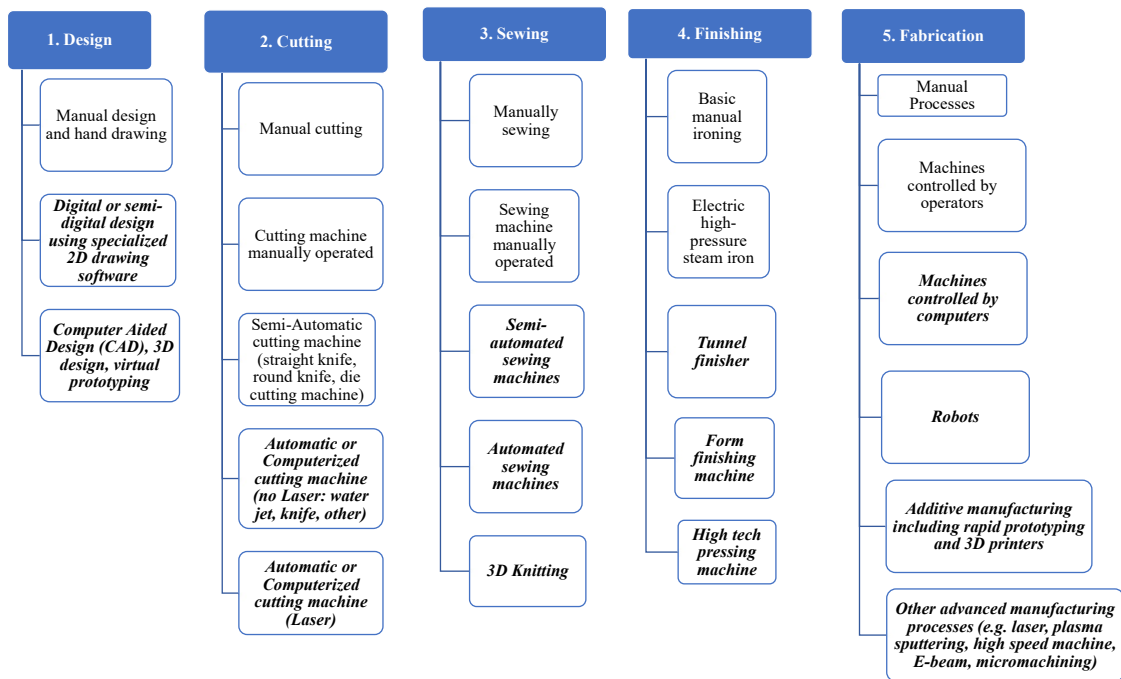 1. Design
Manual design
and hand drawing
Digital or semi-
digital design
using specialized
2D drawing
software
Computer Aided
Design (CAD), 3D
design, virtual
prototyping
2. Cutting
Manual cutting
Cutting machine
manually operated
Semi-Automatic
cutting machine
(straight knife,
round knife, die
cutting machine)
Automatic or
Computerized
cutting machine
(no Laser: water
jet, knife, other)
Automatic or
Computerized
cutting machine
(Laser)
3. Sewing
Manually
sewing
Sewing
machine
manually
operated
Semi-
automated
sewing
machines
Automated
sewing
machines
3D Knitting
4. Finishing
Basic
manual
ironing
Electric
high-
pressure
steam iron
Tunnel
finisher
Form
finishing
machine
High tech
pressing
machine
5. Fabrication
Manual
Processes
Machines
controlled by
operators
Machines
controlled by
computers
Robots
Additive manufacturing
including rapid prototyping
and 3D printers
Other advanced manufacturing
processes (e.g. laser, plasma
sputtering, high speed machine,
E-beam, micromachining)